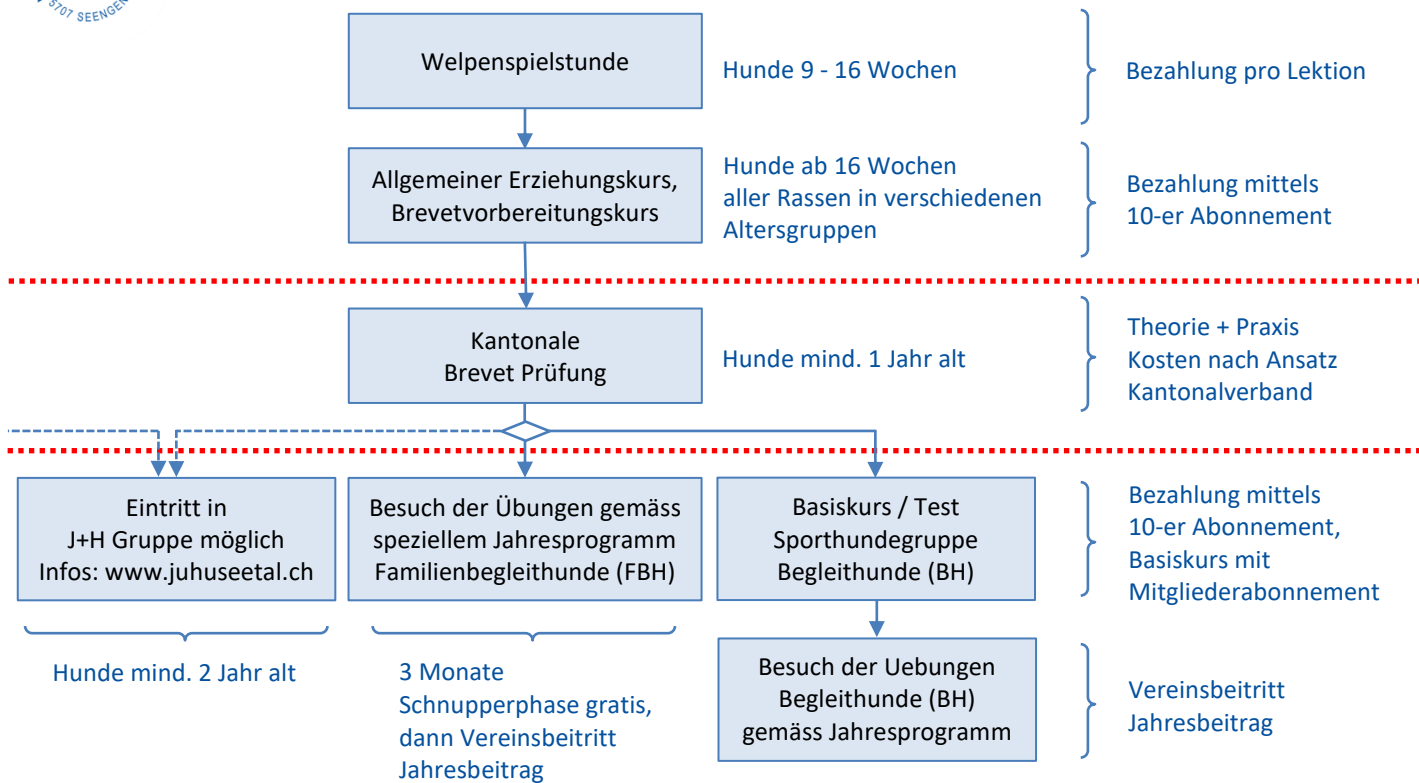 5707 SEENGEN
Welpenspielstunde
Hunde 9 - 16 Wochen
Bezahlung pro Lektion
Allgemeiner Erziehungskurs,
Brevetvorbereitungskurs
Hunde ab 16 Wochen
aller Rassen in verschiedenen
Altersgruppen
Bezahlung mittels
10-er Abonnement
Kantonale
Brevet Prüfung
Hunde mind. 1 Jahr alt
Theorie + Praxis
Kosten nach Ansatz
Kantonalverband
Eintritt in
J+H Gruppe möglich
Infos: www.juhuseetal.ch
Besuch der Übungen gemäss
speziellem Jahresprogramm
Familienbegleithunde (FBH)
Basiskurs / Test
Sporthundegruppe
Begleithunde (BH)
Bezahlung mittels
10-er Abonnement,
Basiskurs mit
Mitgliederabonnement
Hunde mind. 2 Jahr alt
3 Monate
Schnupperphase gratis,
dann Vereinsbeitritt
Jahresbeitrag
Besuch der Uebungen
Begleithunde (BH)
gemäss Jahresprogramm
Vereinsbeitritt
Jahresbeitrag